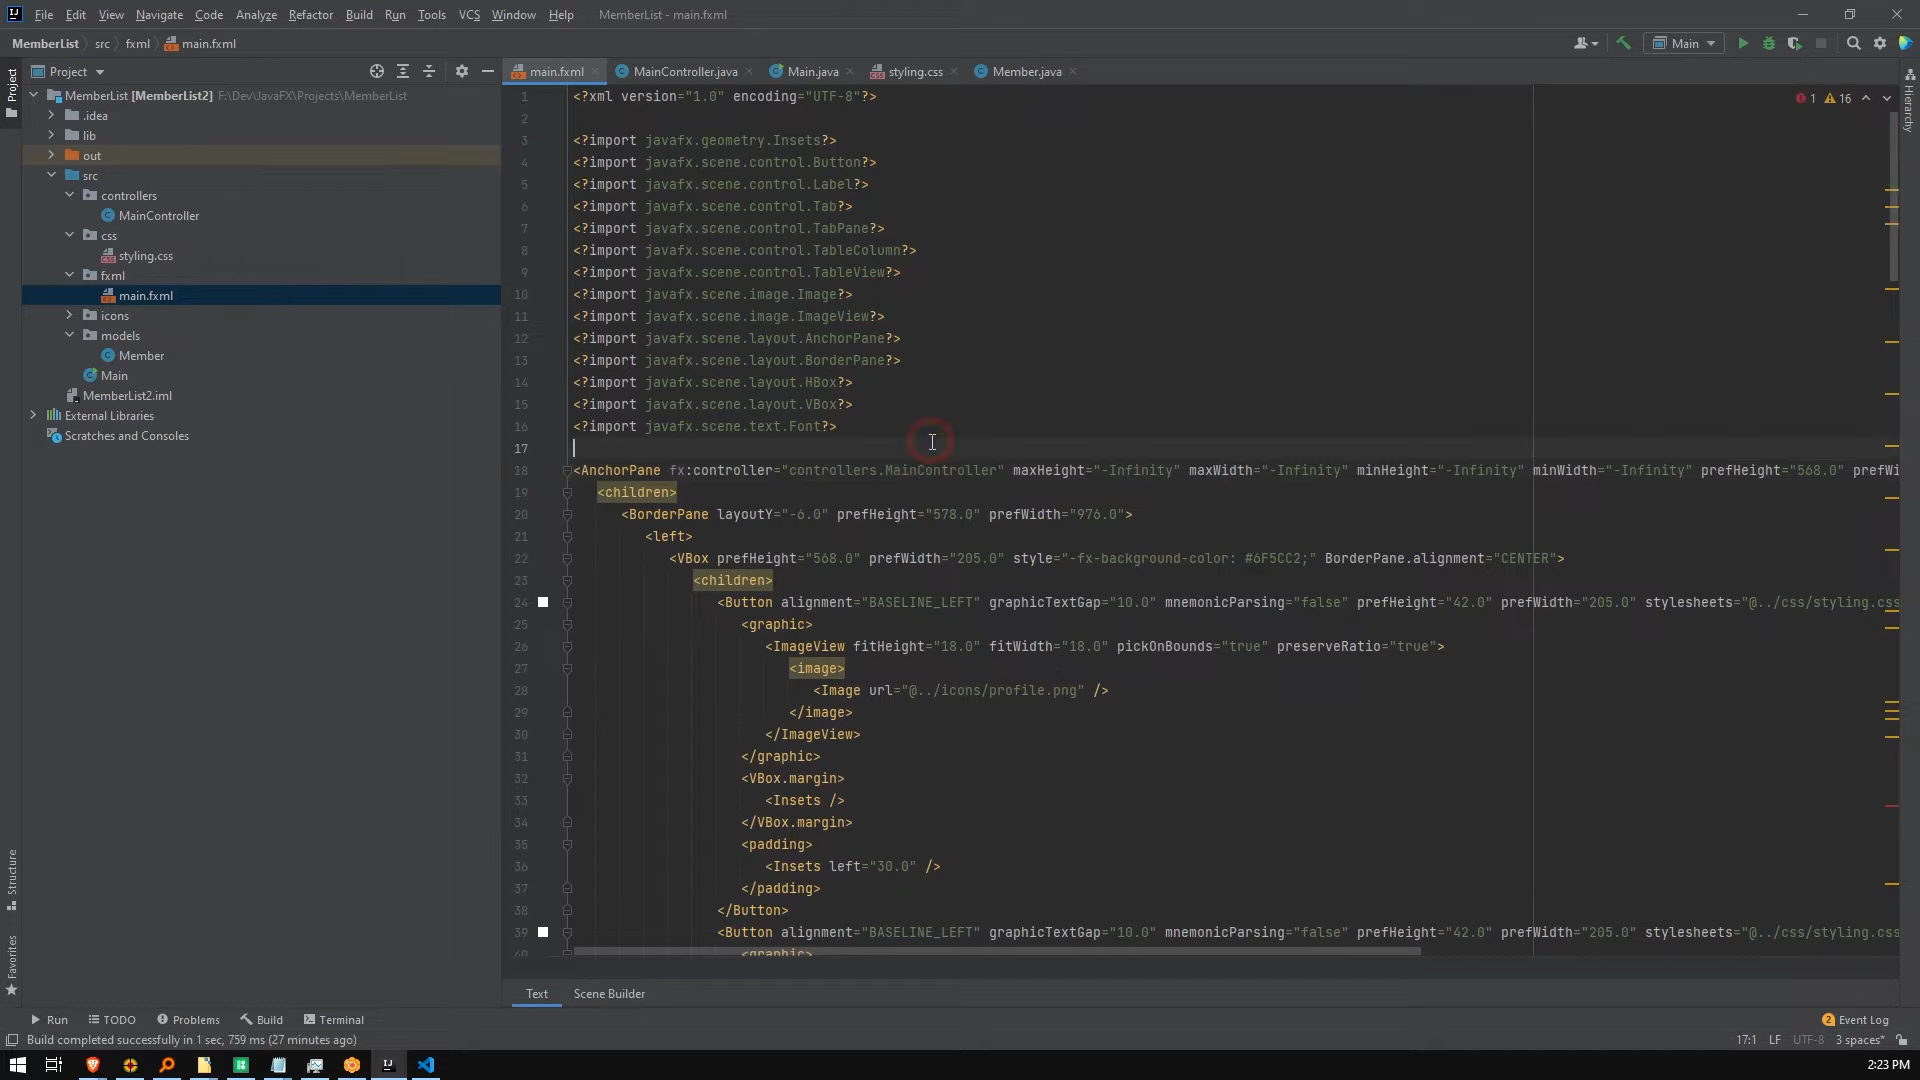 File Edit View Navigate Code Analyze Refactor Build Run Tools VCS Window Help MemberList - main.fxml
MemberList src fxml main.fxml Main
Project
main.fxml MainController.java Main.java styling.css Member.java
Project
MemberList [MemberList2] F:\Dev\JavaFX\Projects\MemberList
.idea
lib
out
src
controllers
MainController
css
styling.css
fxml
main.fxml
icons
models
Member
Main
MemberList2.iml
External Libraries
Scratches and Consoles
Structure
Favorites
Hierarchy
1 16
1 <?xml version="1.0" encoding="UTF-8"?>
2
3 <?import javafx.geometry.Insets?>
4 <?import javafx.scene.control.Button?>
5 <?import javafx.scene.control.Label?>
6 <?import javafx.scene.control.Tab?>
7 <?import javafx.scene.control.TabPane?>
8 <?import javafx.scene.control.TableColumn?>
9 <?import javafx.scene.control.TableView?>
10 <?import javafx.scene.image.Image?>
11 <?import javafx.scene.image.ImageView?>
12 <?import javafx.scene.layout.AnchorPane?>
13 <?import javafx.scene.layout.BorderPane?>
14 <?import javafx.scene.layout.HBox?>
15 <?import javafx.scene.layout.VBox?>
16 <?import javafx.scene.text.Font?>
17
18 <AnchorPane fx:controller="controllers.MainController" maxHeight="-Infinity" maxWidth="-Infinity" minHeight="-Infinity" minWidth="-Infinity" prefHeight="568.0" prefWi
19 <children>
20 <BorderPane layoutY="-6.0" prefHeight="578.0" prefWidth="976.0">
21 <left>
22 <VBox prefHeight="568.0" prefWidth="205.0" style="-fx-background-color: #6F5CC2;" BorderPane.alignment="CENTER">
23 <children>
24 <Button alignment="BASELINE_LEFT" graphicTextGap="10.0" mnemonicParsing="false" prefHeight="42.0" prefWidth="205.0" stylesheets="@../css/styling.css
25 <graphic>
26 <ImageView fitHeight="18.0" fitWidth="18.0" pickOnBounds="true" preserveRatio="true">
27 <image>
28 <Image url="@../icons/profile.png" />
29 </image>
30 </ImageView>
31 </graphic>
32 <VBox.margin>
33 <Insets />
34 </VBox.margin>
35 <padding>
36 <Insets left="30.0" />
37 </padding>
38 </Button>
39 <Button alignment="BASELINE_LEFT" graphicTextGap="10.0" mnemonicParsing="false" prefHeight="42.0" prefWidth="205.0" stylesheets="@../css/styling.css
40 <graphic>
Text Scene Builder
Run TODO Problems Build Terminal 2 Event Log
Build completed successfully in 1 sec, 759 ms (27 minutes ago) 17:1 LF UTF-8 3 spaces*
2:23 PM